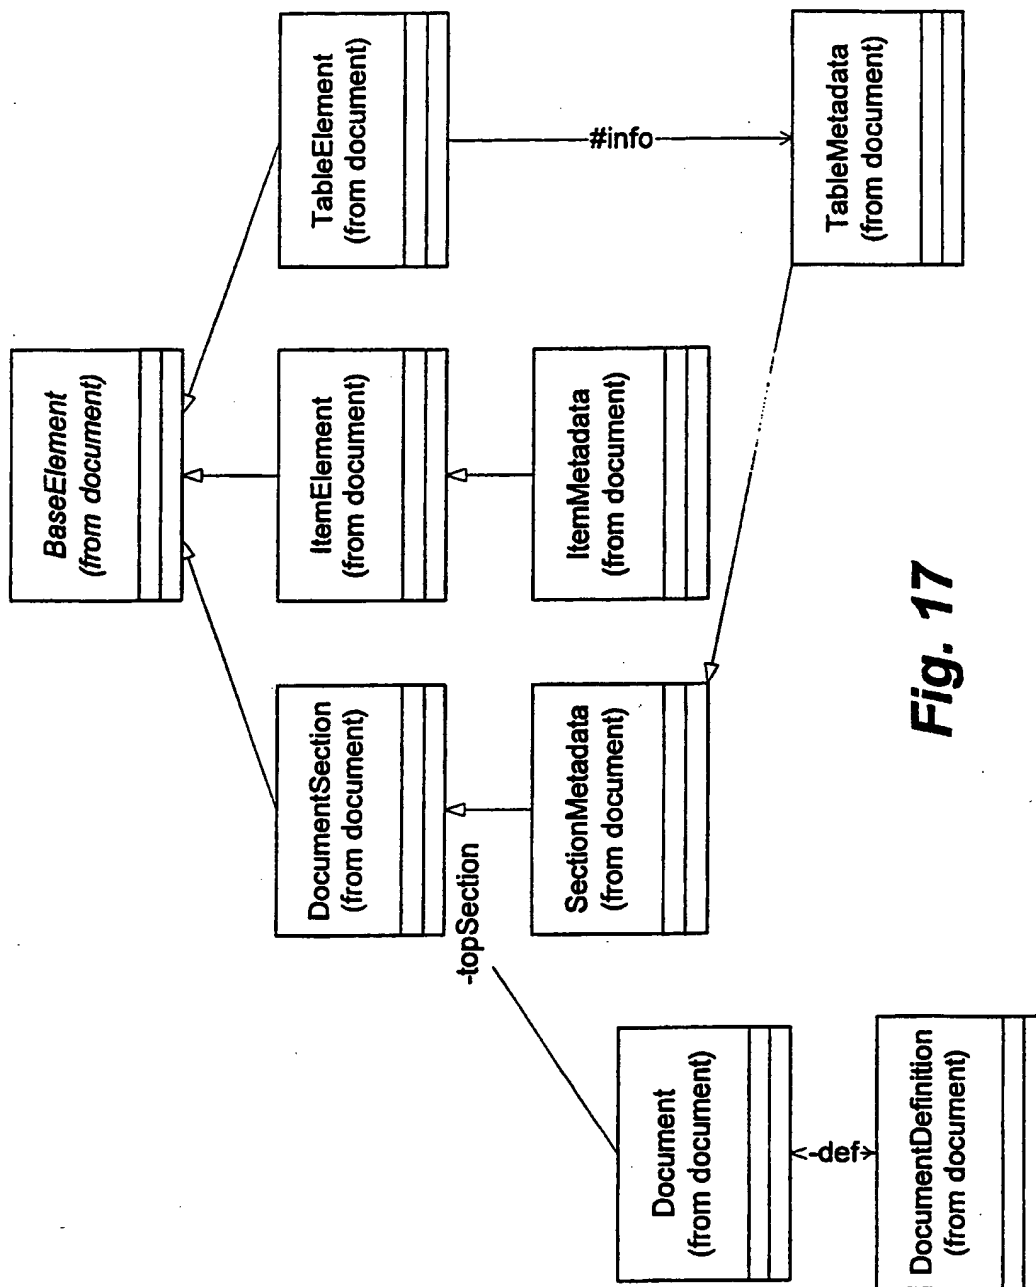 BaseElement
(from document)
DocumentSection
(from document)
ItemElement
(from document)
TableElement
(from document)
-topSection
#info
SectionMetadata
(from document)
ItemMetadata
(from document)
Document
(from document)
TableMetadata
(from document)
-def
DocumentDefinition
(from document)
Fig. 17